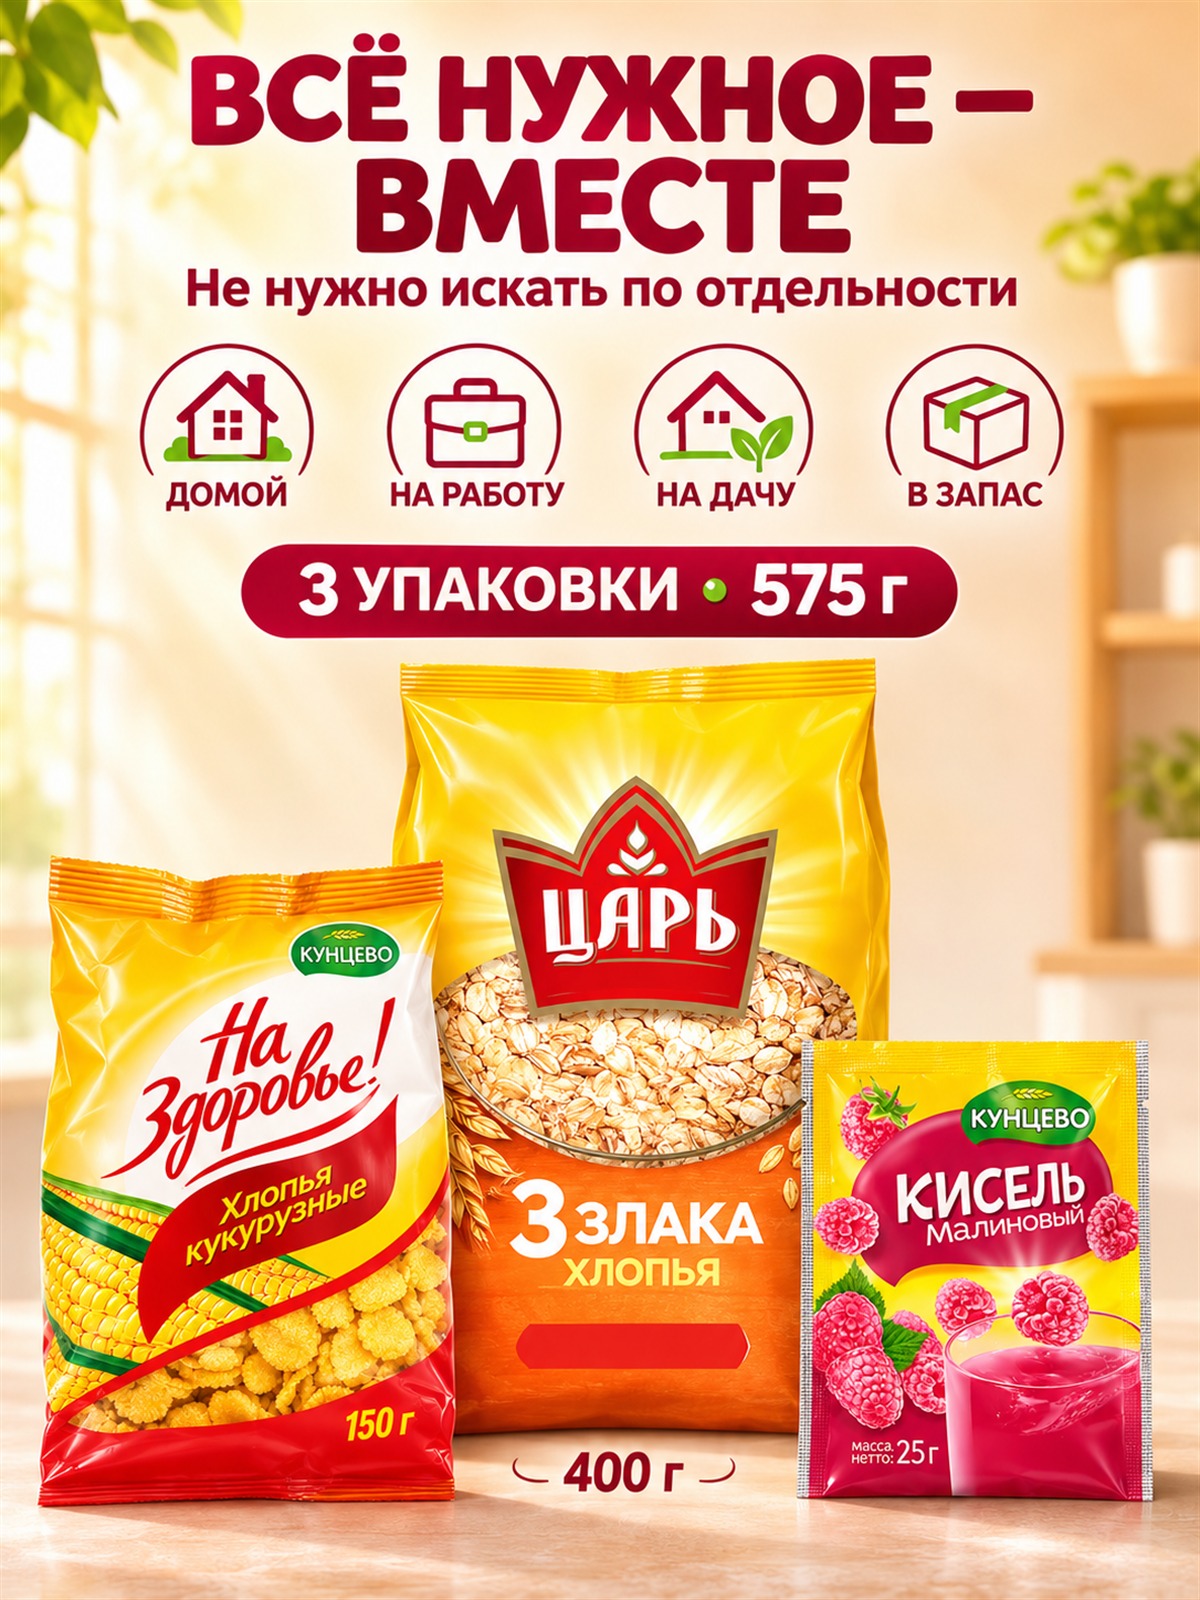 ВСЁ НУЖНОЕ –
ВМЕСТЕ
Не нужно искать по отдельности
ДОМОЙ
НА РАБОТУ
НА ДАЧУ
В ЗАПАС
3 УПАКОВКИ • 575 г
КУНЦЕВО
На
Здоровье!
Хлопья
кукурузные
150 г
ЦАРЬ
3 ЗЛАКА
ХЛОПЬЯ
400 г
КУНЦЕВО
КИСЕЛЬ
Малиновый
масса
нетто: 25 г